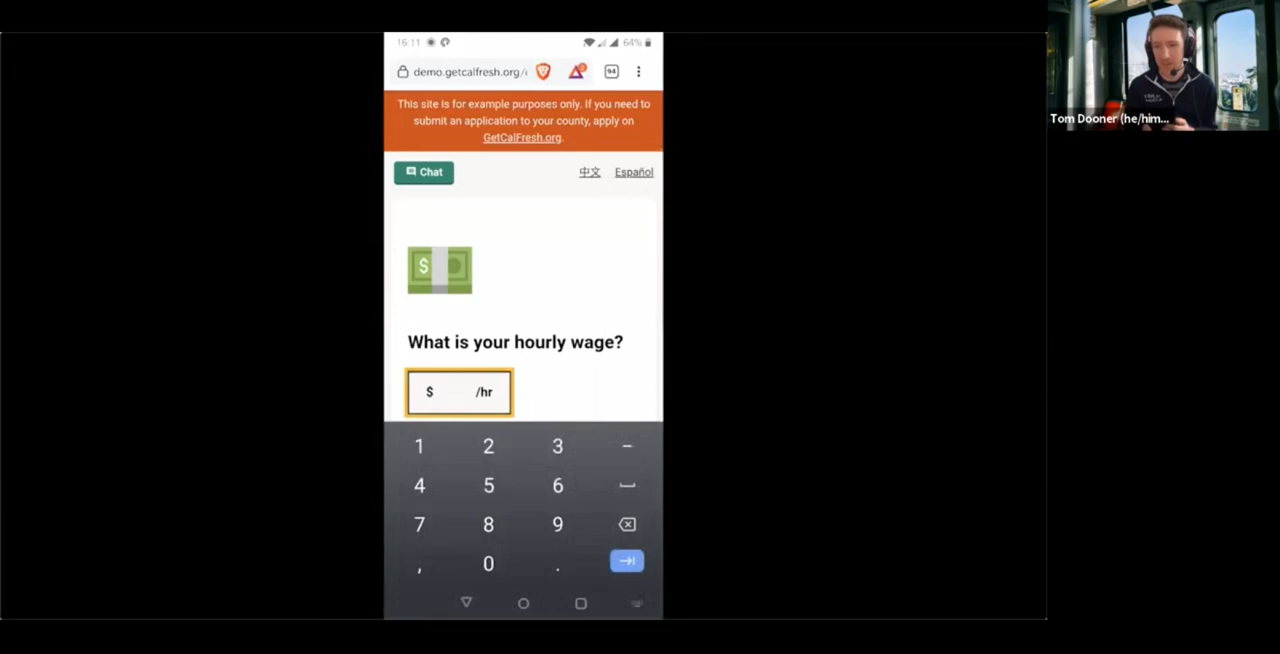 16:11
64%
demo.getcalfresh.org/
94
This site is for example purposes only. If you need to
submit an application to your county, apply on
GetCalFresh.org.
Chat
中文
Español
$
What is your hourly wage?
$ /hr
1 2 3 –
4 5 6
7 8 9
, 0 .
Tom Dooner (he/him...